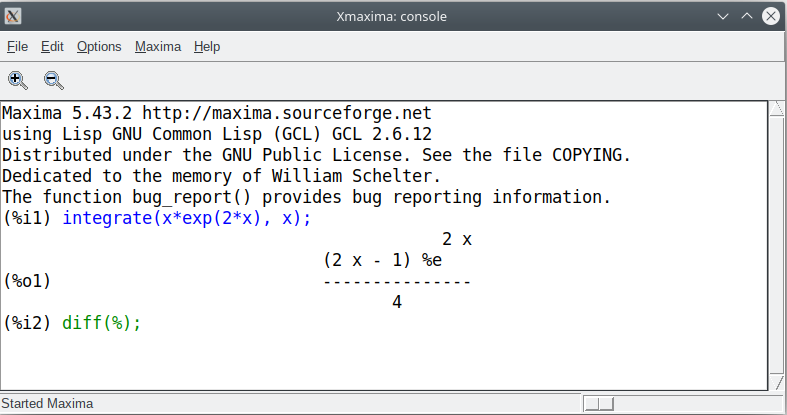 Xmaxima: console
File Edit Options Maxima Help
Maxima 5.43.2 http://maxima.sourceforge.net
using Lisp GNU Common Lisp (GCL) GCL 2.6.12
Distributed under the GNU Public License. See the file COPYING.
Dedicated to the memory of William Schelter.
The function bug_report() provides bug reporting information.
(%i1) integrate(x*exp(2*x), x);
2 x
(2 x - 1) %e
(%o1) ---------------
4
(%i2) diff(%);
Started Maxima